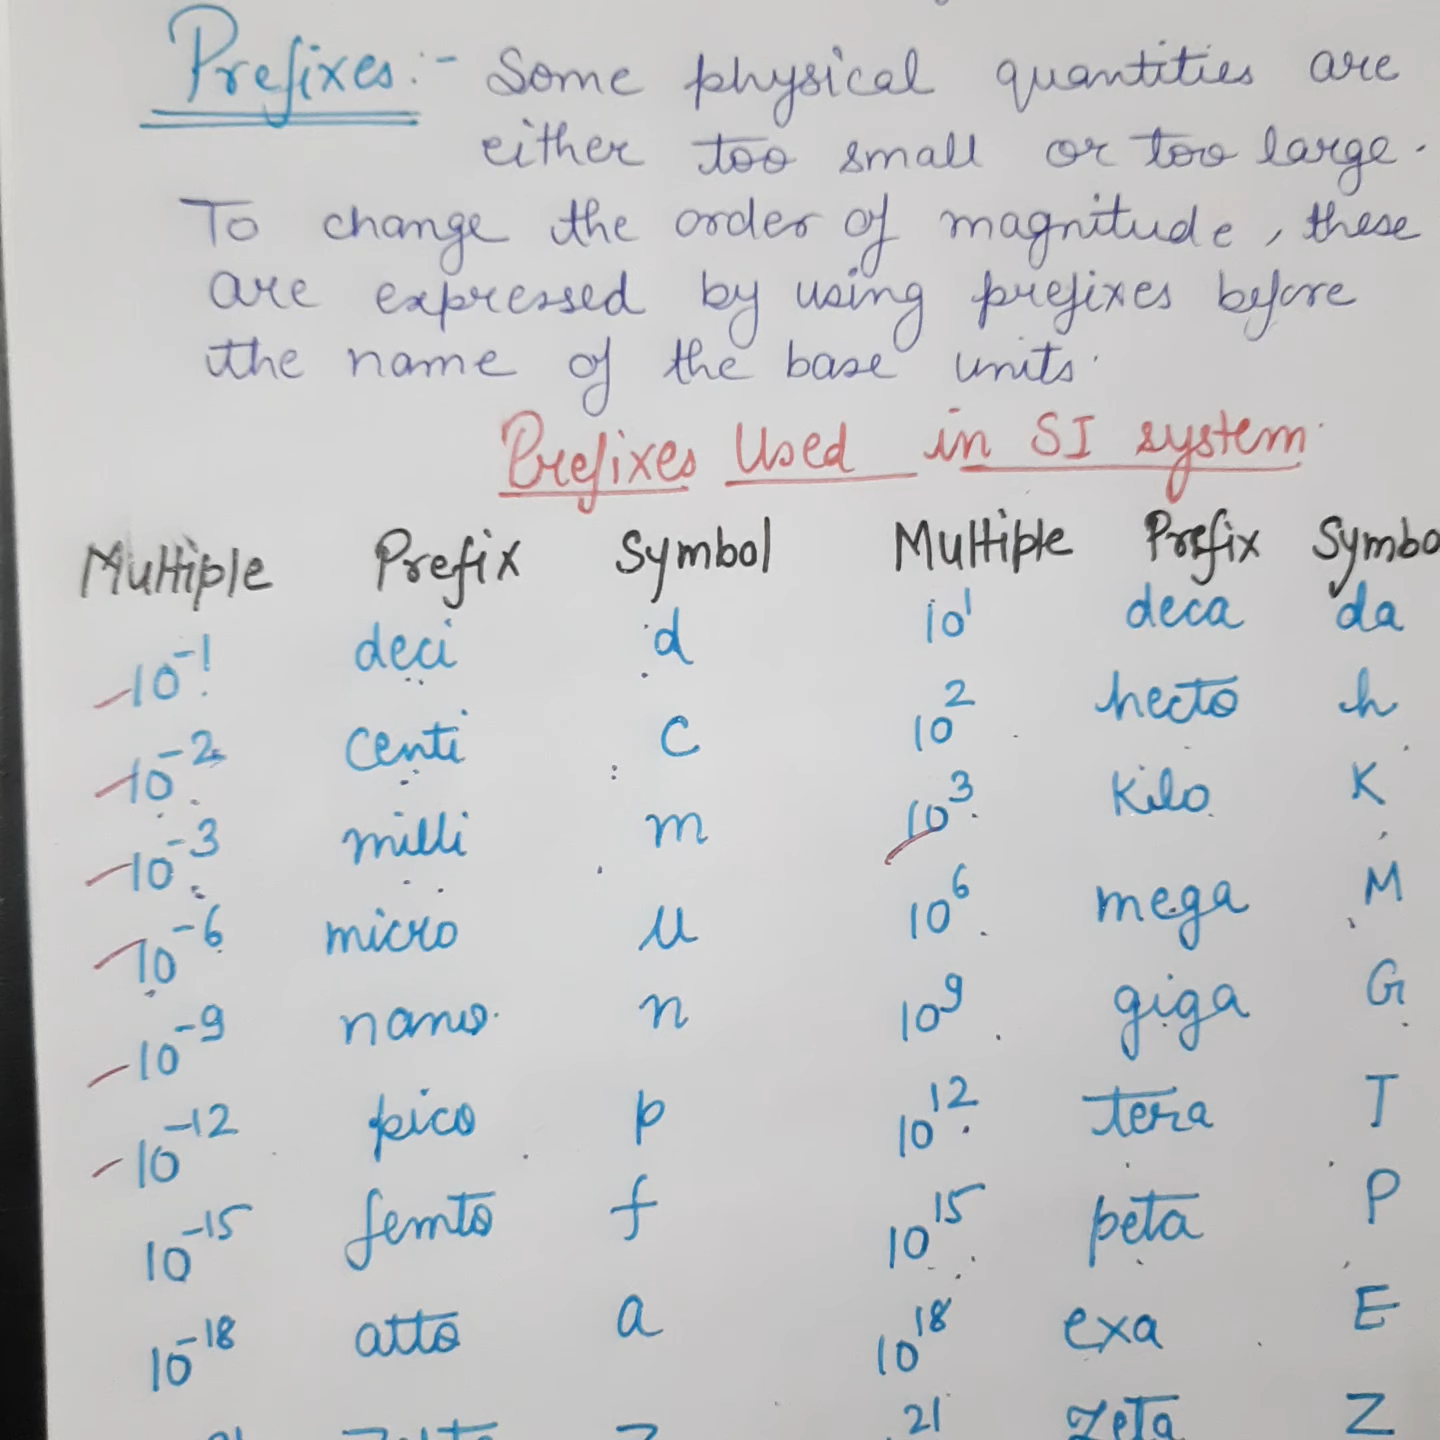 Prefixes:- Some physical quantities are
either too small or too large.
To change the order of magnitude, these
are expressed by using prefixes before
the name of the base units.
Prefixes Used in SI system.
Multiple Prefix Symbol Multiple Prefix Symbo
10⁻¹ deci d 10¹ deca da
10⁻² centi c 10² hecto h
10⁻³ milli m 10³ Kilo K
10⁻⁶ micro μ 10⁶ mega M
10⁻⁹ nano n 10⁹ giga G
10⁻¹² pico p 10¹² tera T
10⁻¹⁵ femto f 10¹⁵ peta P
10⁻¹⁸ atto a 10¹⁸ exa E
21 zeta Z